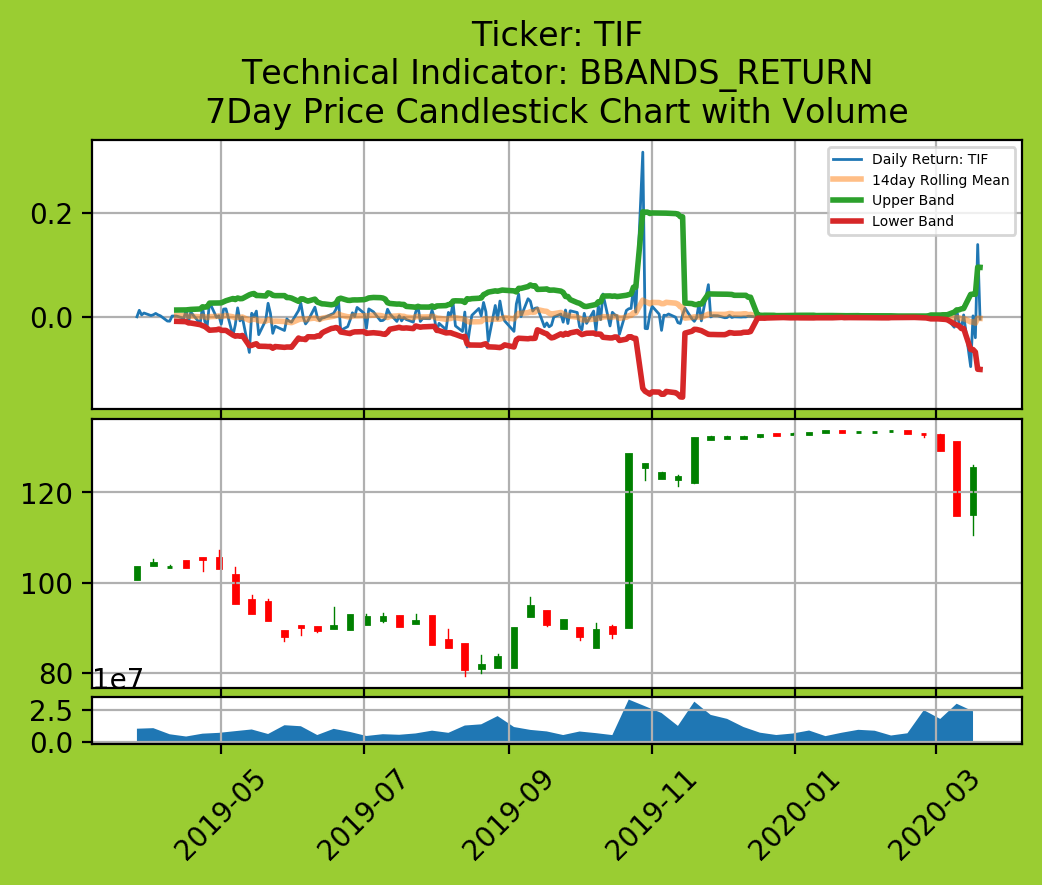 Ticker: TIF
Technical Indicator: BBANDS_RETURN
7Day Price Candlestick Chart with Volume
Daily Return: TIF
14day Rolling Mean
Upper Band
Lower Band
0.2
0.0
120
100
80
1e7
2.5
0.0
2019-05
2019-07
2019-09
2019-11
2020-01
2020-03